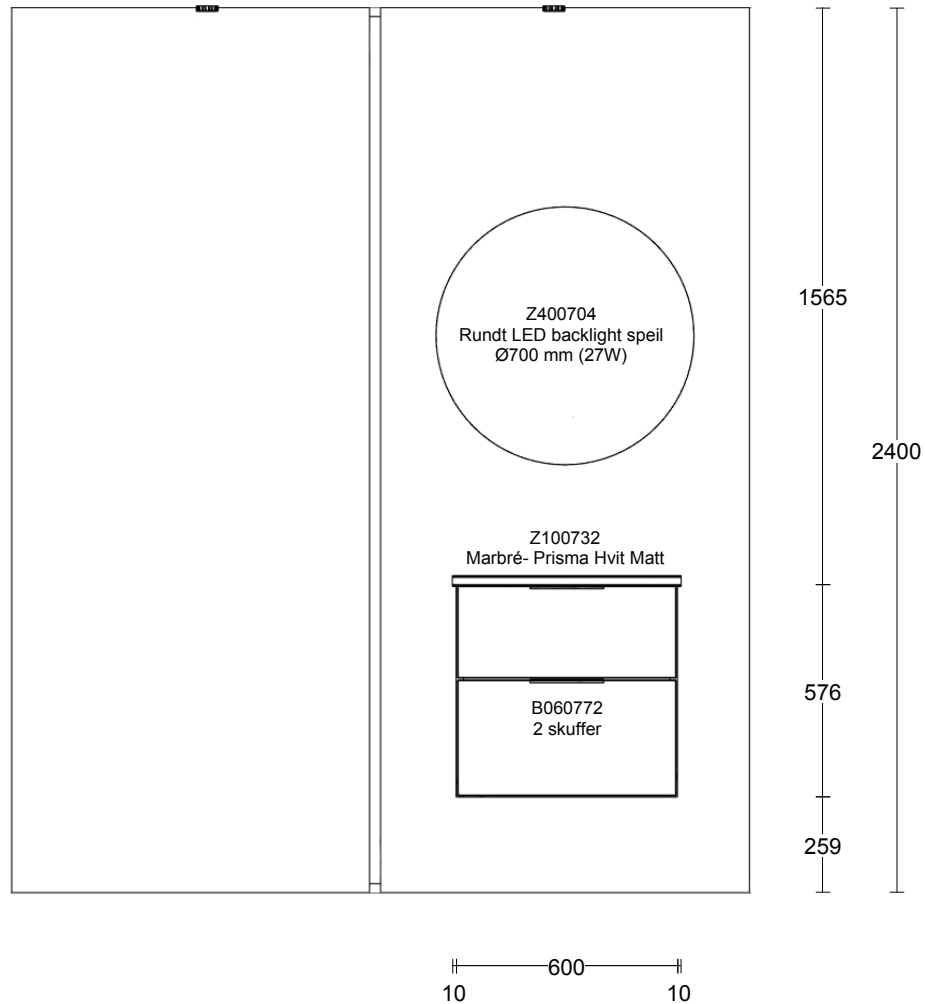 1565
Z400704
Rundt LED backlight speil
Ø700 mm (27W)
2400
Z100732
Marbré- Prisma Hvit Matt
576
B060772
2 skuffer
259
600
10
10